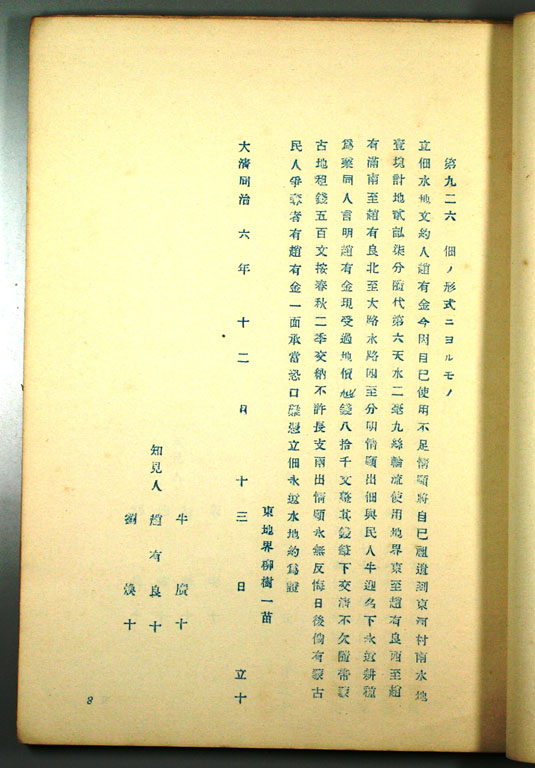 第九二六　佃ノ形式ニヨルモノ
立佃水地文約人趙有金今因自已使用不足情願將自已祖遺到東河村南水地
壹塊計地貳畝柒分隨代第六天水二毫九絲輪流使用地界東至趙有良西至趙
有滿南至趙有良北至大路水路四至分明情願出佃與民人牛迎名下永遠耕種
爲業同人言明趙有金現受過地價錢八拾千文整其錢筆下交清不欠隨帶蒙
古地租錢五百文按春秋二季交納不許長支兩出情願永無反悔日後倘有蒙古
民人爭奪者有趙有金一面承當恐口無憑立佃永遠水地約爲證
東地界柳樹一苗
大清同治六年十二月十三日　立十
牛　廣十
知見人　趙有良十
劉　煥十
8